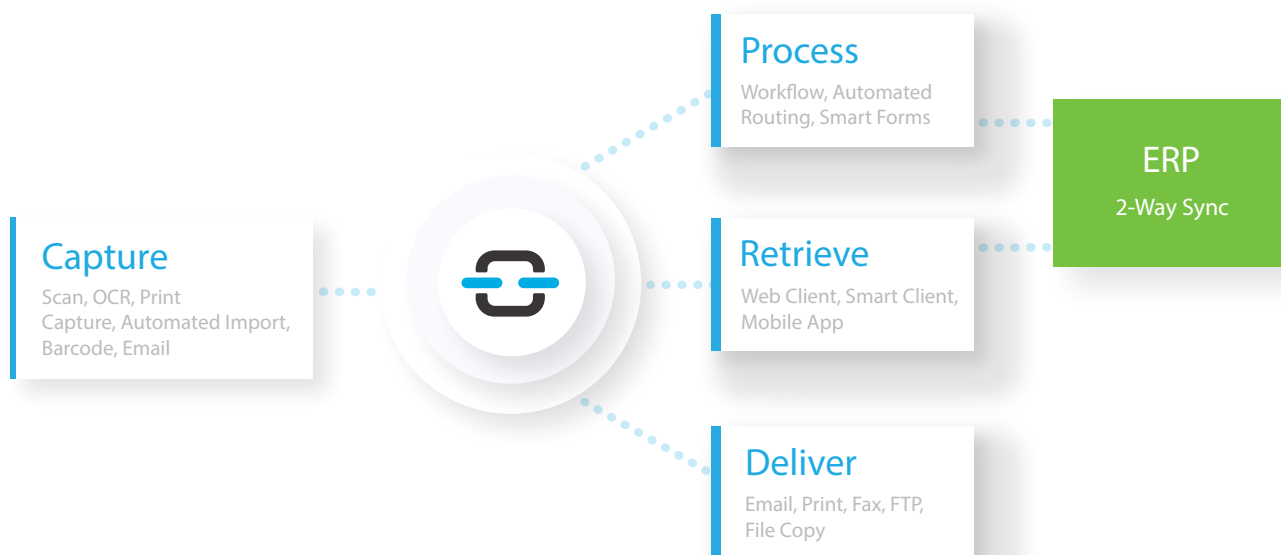 Capture
Scan, OCR, Print
Capture, Automated Import,
Barcode, Email
Process
Workflow, Automated
Routing, Smart Forms
Retrieve
Web Client, Smart Client,
Mobile App
Deliver
Email, Print, Fax, FTP,
File Copy
ERP
2-Way Sync